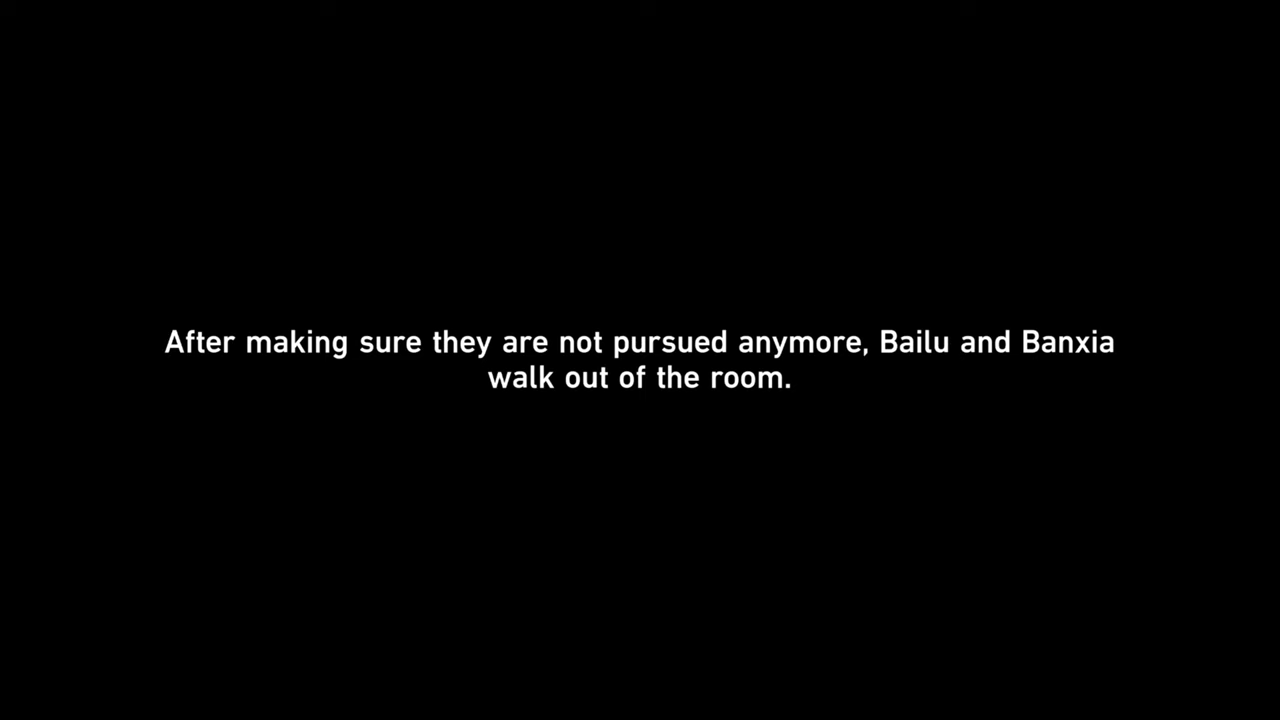 After making sure they are not pursued anymore, Bailu and Banxia
walk out of the room.